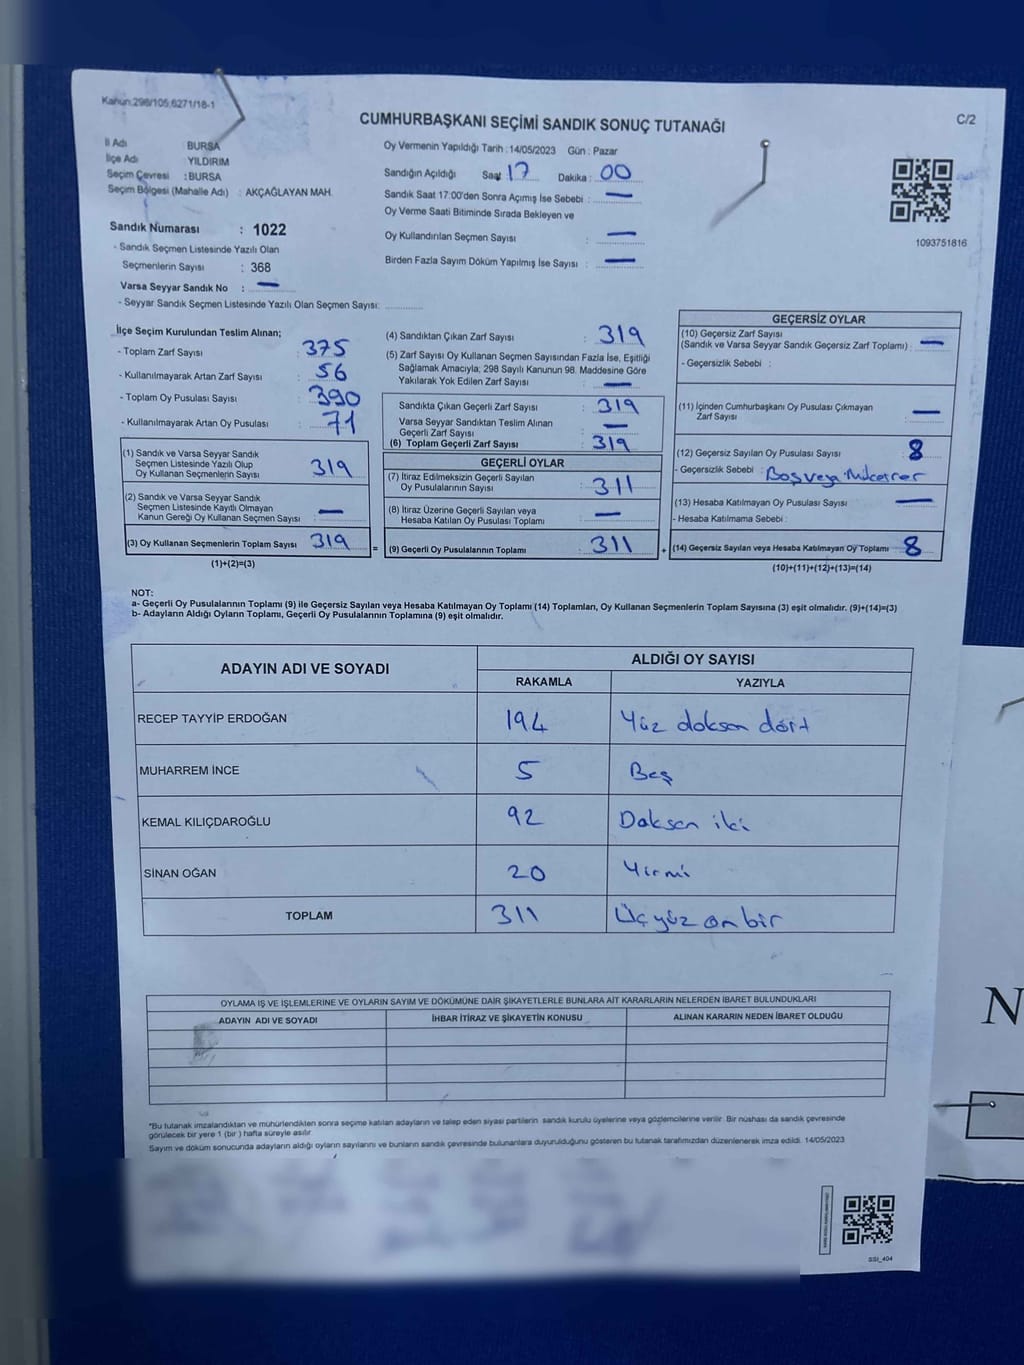 Kanun:298/105,6271/18-1
C/2
CUMHURBAŞKANI SEÇİMİ SANDIK SONUÇ TUTANAĞI
İl Adı : BURSA
İlçe Adı : YILDIRIM
Seçim Çevresi : BURSA
Seçim Bölgesi (Mahalle Adı) : AKÇAĞLAYAN MAH.
Sandık Numarası : 1022
- Sandık Seçmen Listesinde Yazılı Olan
Seçmenlerin Sayısı : 368
Varsa Seyyar Sandık No : —
- Seyyar Sandık Seçmen Listesinde Yazılı Olan Seçmen Sayısı:
Oy Vermenin Yapıldığı Tarih : 14/05/2023 Gün : Pazar
Sandığın Açıldığı Saat 17 Dakika : 00
Sandık Saat 17:00'den Sonra Açımış İse Sebebi : —
Oy Verme Saati Bitiminde Sırada Bekleyen ve
Oy Kullandırılan Seçmen Sayısı : —
Birden Fazla Sayım Döküm Yapılmış İse Sayısı : —
1093751816
İlçe Seçim Kurulundan Teslim Alınan;
- Toplam Zarf Sayısı : 375
- Kullanılmayarak Artan Zarf Sayısı : 56
- Toplam Oy Pusulası Sayısı : 390
- Kullanılmayarak Artan Oy Pusulası : 71
(1) Sandık ve Varsa Seyyar Sandık
Seçmen Listesinde Yazılı Olup
Oy Kullanan Seçmenlerin Sayısı : 319
(2) Sandık ve Varsa Seyyar Sandık
Seçmen Listesinde Kayıtlı Olmayan
Kanun Gereği Oy Kullanan Seçmen Sayısı : —
(3) Oy Kullanan Seçmenlerin Toplam Sayısı : 319
(1)+(2)=(3)
=
(4) Sandıktan Çıkan Zarf Sayısı : 319
(5) Zarf Sayısı Oy Kullanan Seçmen Sayısından Fazla İse, Eşitliği
Sağlamak Amacıyla; 298 Sayılı Kanunun 98. Maddesine Göre
Yakılarak Yok Edilen Zarf Sayısı : —
Sandıkta Çıkan Geçerli Zarf Sayısı : 319
Varsa Seyyar Sandıktan Teslim Alınan
Geçerli Zarf Sayısı : —
(6) Toplam Geçerli Zarf Sayısı : 319
GEÇERLİ OYLAR
(7) İtiraz Edilmeksizin Geçerli Sayılan
Oy Pusulalarının Sayısı : 311
(8) İtiraz Üzerine Geçerli Sayılan veya
Hesaba Katılan Oy Pusulası Toplamı : —
(9) Geçerli Oy Pusulalarının Toplamı : 311
+
GEÇERSİZ OYLAR
(10) Geçersiz Zarf Sayısı
(Sandık ve Varsa Seyyar Sandık Geçersiz Zarf Toplamı) : —
- Geçersizlik Sebebi :
(11) İçinden Cumhurbaşkanı Oy Pusulası Çıkmayan
Zarf Sayısı : —
(12) Geçersiz Sayılan Oy Pusulası Sayısı : 8
- Geçersizlik Sebebi : Boş veya Mükerrer
(13) Hesaba Katılmayan Oy Pusulası Sayısı : —
- Hesaba Katılmama Sebebi :
(14) Geçersiz Sayılan veya Hesaba Katılmayan Oy Toplamı : 8
(10)+(11)+(12)+(13)=(14)
NOT:
a- Geçerli Oy Pusulalarının Toplamı (9) ile Geçersiz Sayılan veya Hesaba Katılmayan Oy Toplamı (14) Toplamları, Oy Kullanan Seçmenlerin Toplam Sayısına (3) eşit olmalıdır. (9)+(14)=(3)
b- Adayların Aldığı Oyların Toplamı, Geçerli Oy Pusulalarının Toplamına (9) eşit olmalıdır.
ADAYIN ADI VE SOYADI
ALDIĞI OY SAYISI
RAKAMLA YAZIYLA
RECEP TAYYİP ERDOĞAN 194 Yüz doksan dört
MUHARREM İNCE 5 Beş
KEMAL KILIÇDAROĞLU 92 Doksan iki
SİNAN OĞAN 20 Yirmi
TOPLAM 311 Üçyüz on bir
OYLAMA İŞ VE İŞLEMLERİNE VE OYLARIN SAYIM VE DÖKÜMÜNE DAİR ŞİKAYETLERLE BUNLARA AİT KARARLARIN NELERDEN İBARET BULUNDUKLARI
ADAYIN ADI VE SOYADI İHBAR İTİRAZ VE ŞİKAYETİN KONUSU ALINAN KARARIN NEDEN İBARET OLDUĞU
*Bu tutanak imzalandıktan ve mühürlendikten sonra seçime katılan adayların ve talep eden siyasi partilerin sandık kurulu üyelerine veya gözlemcilerine verilir. Bir nüshası da sandık çevresinde
görülecek bir yere 1 (bir) hafta süreyle asılır.
Sayım ve döküm sonucunda adayların aldığı oyların sayılarını ve bunların sandık çevresinde bulunanlara duyurulduğunu gösteren bu tutanak tarafımızdan düzenlenerek imza edildi. 14/05/2023
SSI_404
N